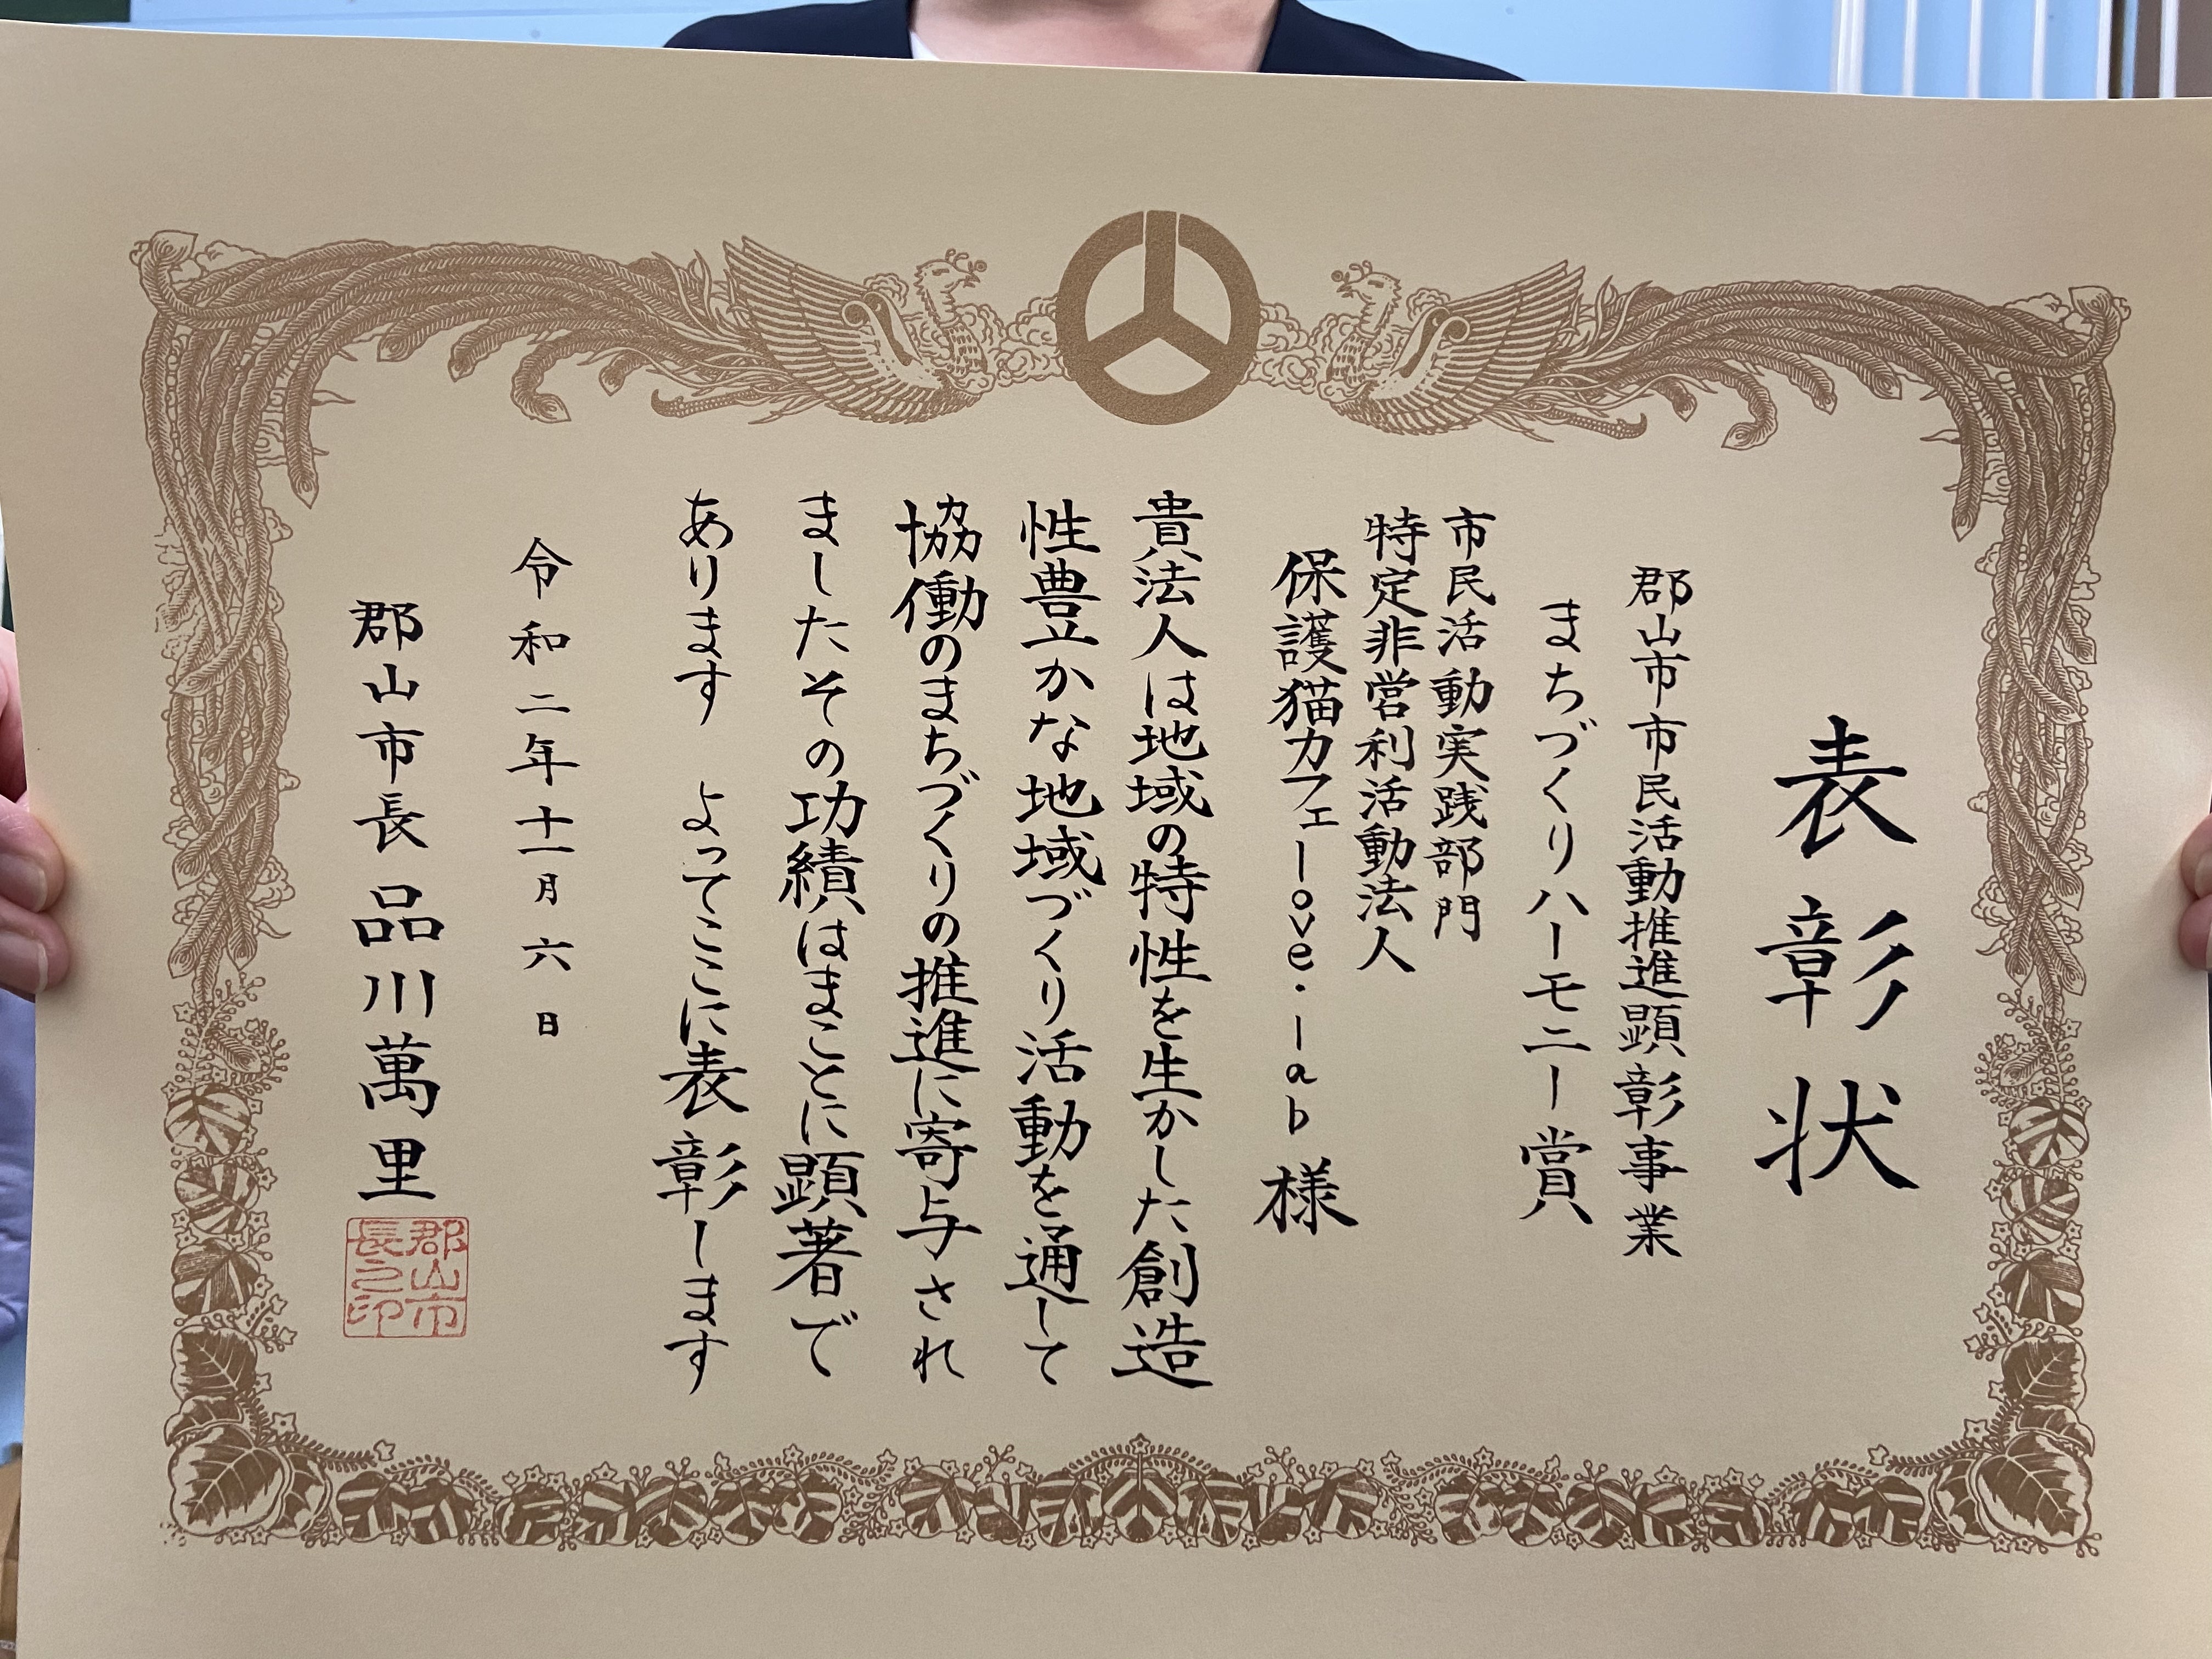 表彰状
郡山市市民活動推進顕彰事業
まちづくりハーモニー賞
市民活動実践部門
特定非営利活動法人
保護猫カフェlove・lab様
貴法人は地域の特性を生かした創造
性豊かな地域づくり活動を通して
協働のまちづくりの推進に寄与され
ましたその功績はまことに顕著で
あります　よってここに表彰します
令和二年十一月六日
郡山市長　品川萬里
郡山市
長之印